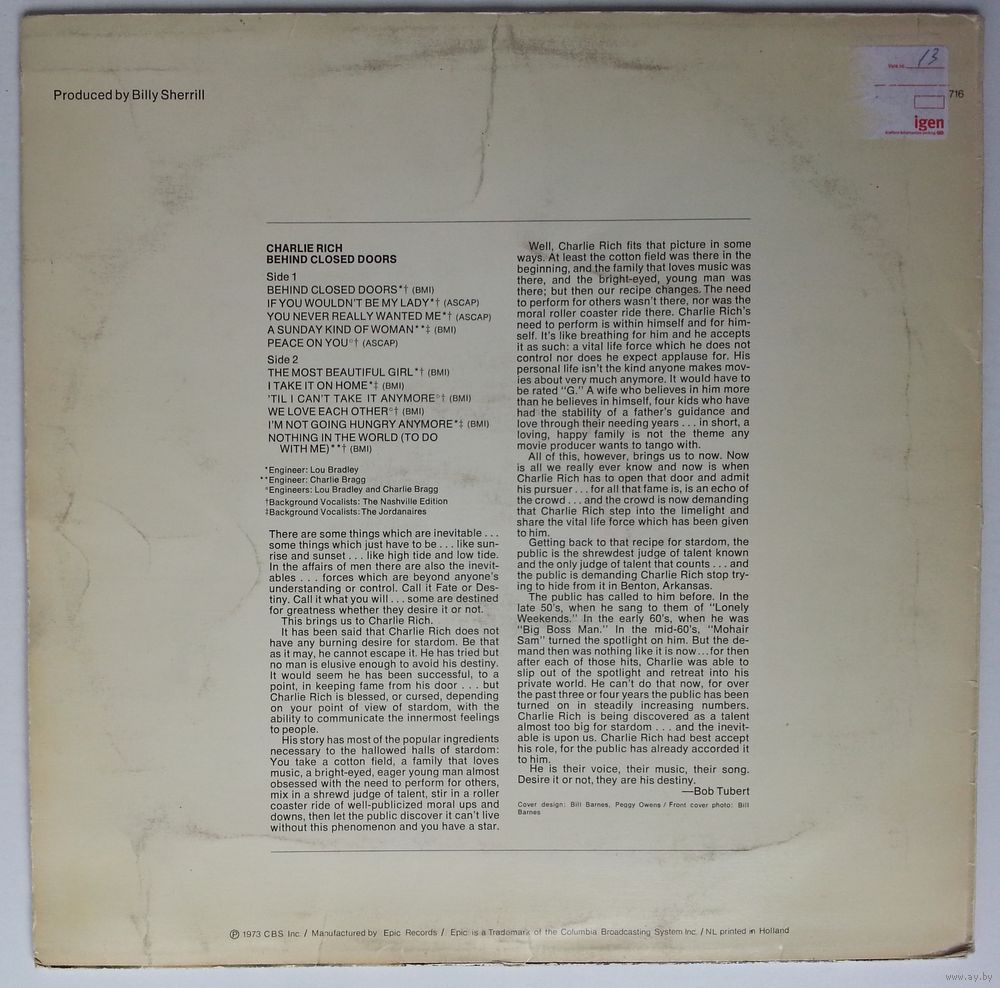 Produced by Billy Sherrill
13
716
igen
CHARLIE RICH
BEHIND CLOSED DOORS
Side 1
BEHIND CLOSED DOORS*† (BMI)
IF YOU WOULDN'T BE MY LADY*† (ASCAP)
YOU NEVER REALLY WANTED ME*† (ASCAP)
A SUNDAY KIND OF WOMAN**‡ (BMI)
PEACE ON YOU°† (ASCAP)
Side 2
THE MOST BEAUTIFUL GIRL*† (BMI)
I TAKE IT ON HOME*‡ (BMI)
'TIL I CAN'T TAKE IT ANYMORE°† (BMI)
WE LOVE EACH OTHER°† (BMI)
I'M NOT GOING HUNGRY ANYMORE*‡ (BMI)
NOTHING IN THE WORLD (TO DO
WITH ME)**† (BMI)
*Engineer: Lou Bradley
**Engineer: Charlie Bragg
°Engineers: Lou Bradley and Charlie Bragg
†Background Vocalists: The Nashville Edition
‡Background Vocalists: The Jordanaires
There are some things which are inevitable . . .
some things which just have to be . . . like sun-
rise and sunset . . . like high tide and low tide.
In the affairs of men there are also the inevit-
ables . . . forces which are beyond anyone's
understanding or control. Call it Fate or Des-
tiny. Call it what you will . . . some are destined
for greatness whether they desire it or not.
This brings us to Charlie Rich.
It has been said that Charlie Rich does not
have any burning desire for stardom. Be that
as it may, he cannot escape it. He has tried but
no man is elusive enough to avoid his destiny.
It would seem he has been successful, to a
point, in keeping fame from his door . . . but
Charlie Rich is blessed, or cursed, depending
on your point of view of stardom, with the
ability to communicate the innermost feelings
to people.
His story has most of the popular ingredients
necessary to the hallowed halls of stardom:
You take a cotton field, a family that loves
music, a bright-eyed, eager young man almost
obsessed with the need to perform for others,
mix in a shrewd judge of talent, stir in a roller
coaster ride of well-publicized moral ups and
downs, then let the public discover it can't live
without this phenomenon and you have a star.
Well, Charlie Rich fits that picture in some
ways. At least the cotton field was there in the
beginning, and the family that loves music was
there, and the bright-eyed, young man was
there; but then our recipe changes. The need
to perform for others wasn't there, nor was the
moral roller coaster ride there. Charlie Rich's
need to perform is within himself and for him-
self. It's like breathing for him and he accepts
it as such: a vital life force which he does not
control nor does he expect applause for. His
personal life isn't the kind anyone makes mov-
ies about very much anymore. It would have to
be rated "G." A wife who believes in him more
than he believes in himself, four kids who have
had the stability of a father's guidance and
love through their needing years . . . in short, a
loving, happy family is not the theme any
movie producer wants to tango with.
All of this, however, brings us to now. Now
is all we really ever know and now is when
Charlie Rich has to open that door and admit
his pursuer . . . for all that fame is, is an echo of
the crowd . . . and the crowd is now demanding
that Charlie Rich step into the limelight and
share the vital life force which has been given
to him.
Getting back to that recipe for stardom, the
public is the shrewdest judge of talent known
and the only judge of talent that counts . . . and
the public is demanding Charlie Rich stop try-
ing to hide from it in Benton, Arkansas.
The public has called to him before. In the
late 50's, when he sang to them of "Lonely
Weekends." In the early 60's, when he was
"Big Boss Man." In the mid-60's, "Mohair
Sam" turned the spotlight on him. But the de-
mand then was nothing like it is now...for then
after each of those hits, Charlie was able to
slip out of the spotlight and retreat into his
private world. He can't do that now, for over
the past three or four years the public has been
turned on in steadily increasing numbers.
Charlie Rich is being discovered as a talent
almost too big for stardom . . . and the inevit-
able is upon us. Charlie Rich had best accept
his role, for the public has already accorded it
to him.
He is their voice, their music, their song.
Desire it or not, they are his destiny.
—Bob Tubert
Cover design: Bill Barnes, Peggy Owens / Front cover photo: Bill
Barnes
Ⓟ 1973 CBS Inc. / Manufactured by Epic Records / Epic is a Trademark of the Columbia Broadcasting System Inc. / NL printed in Holland
www.ay.by